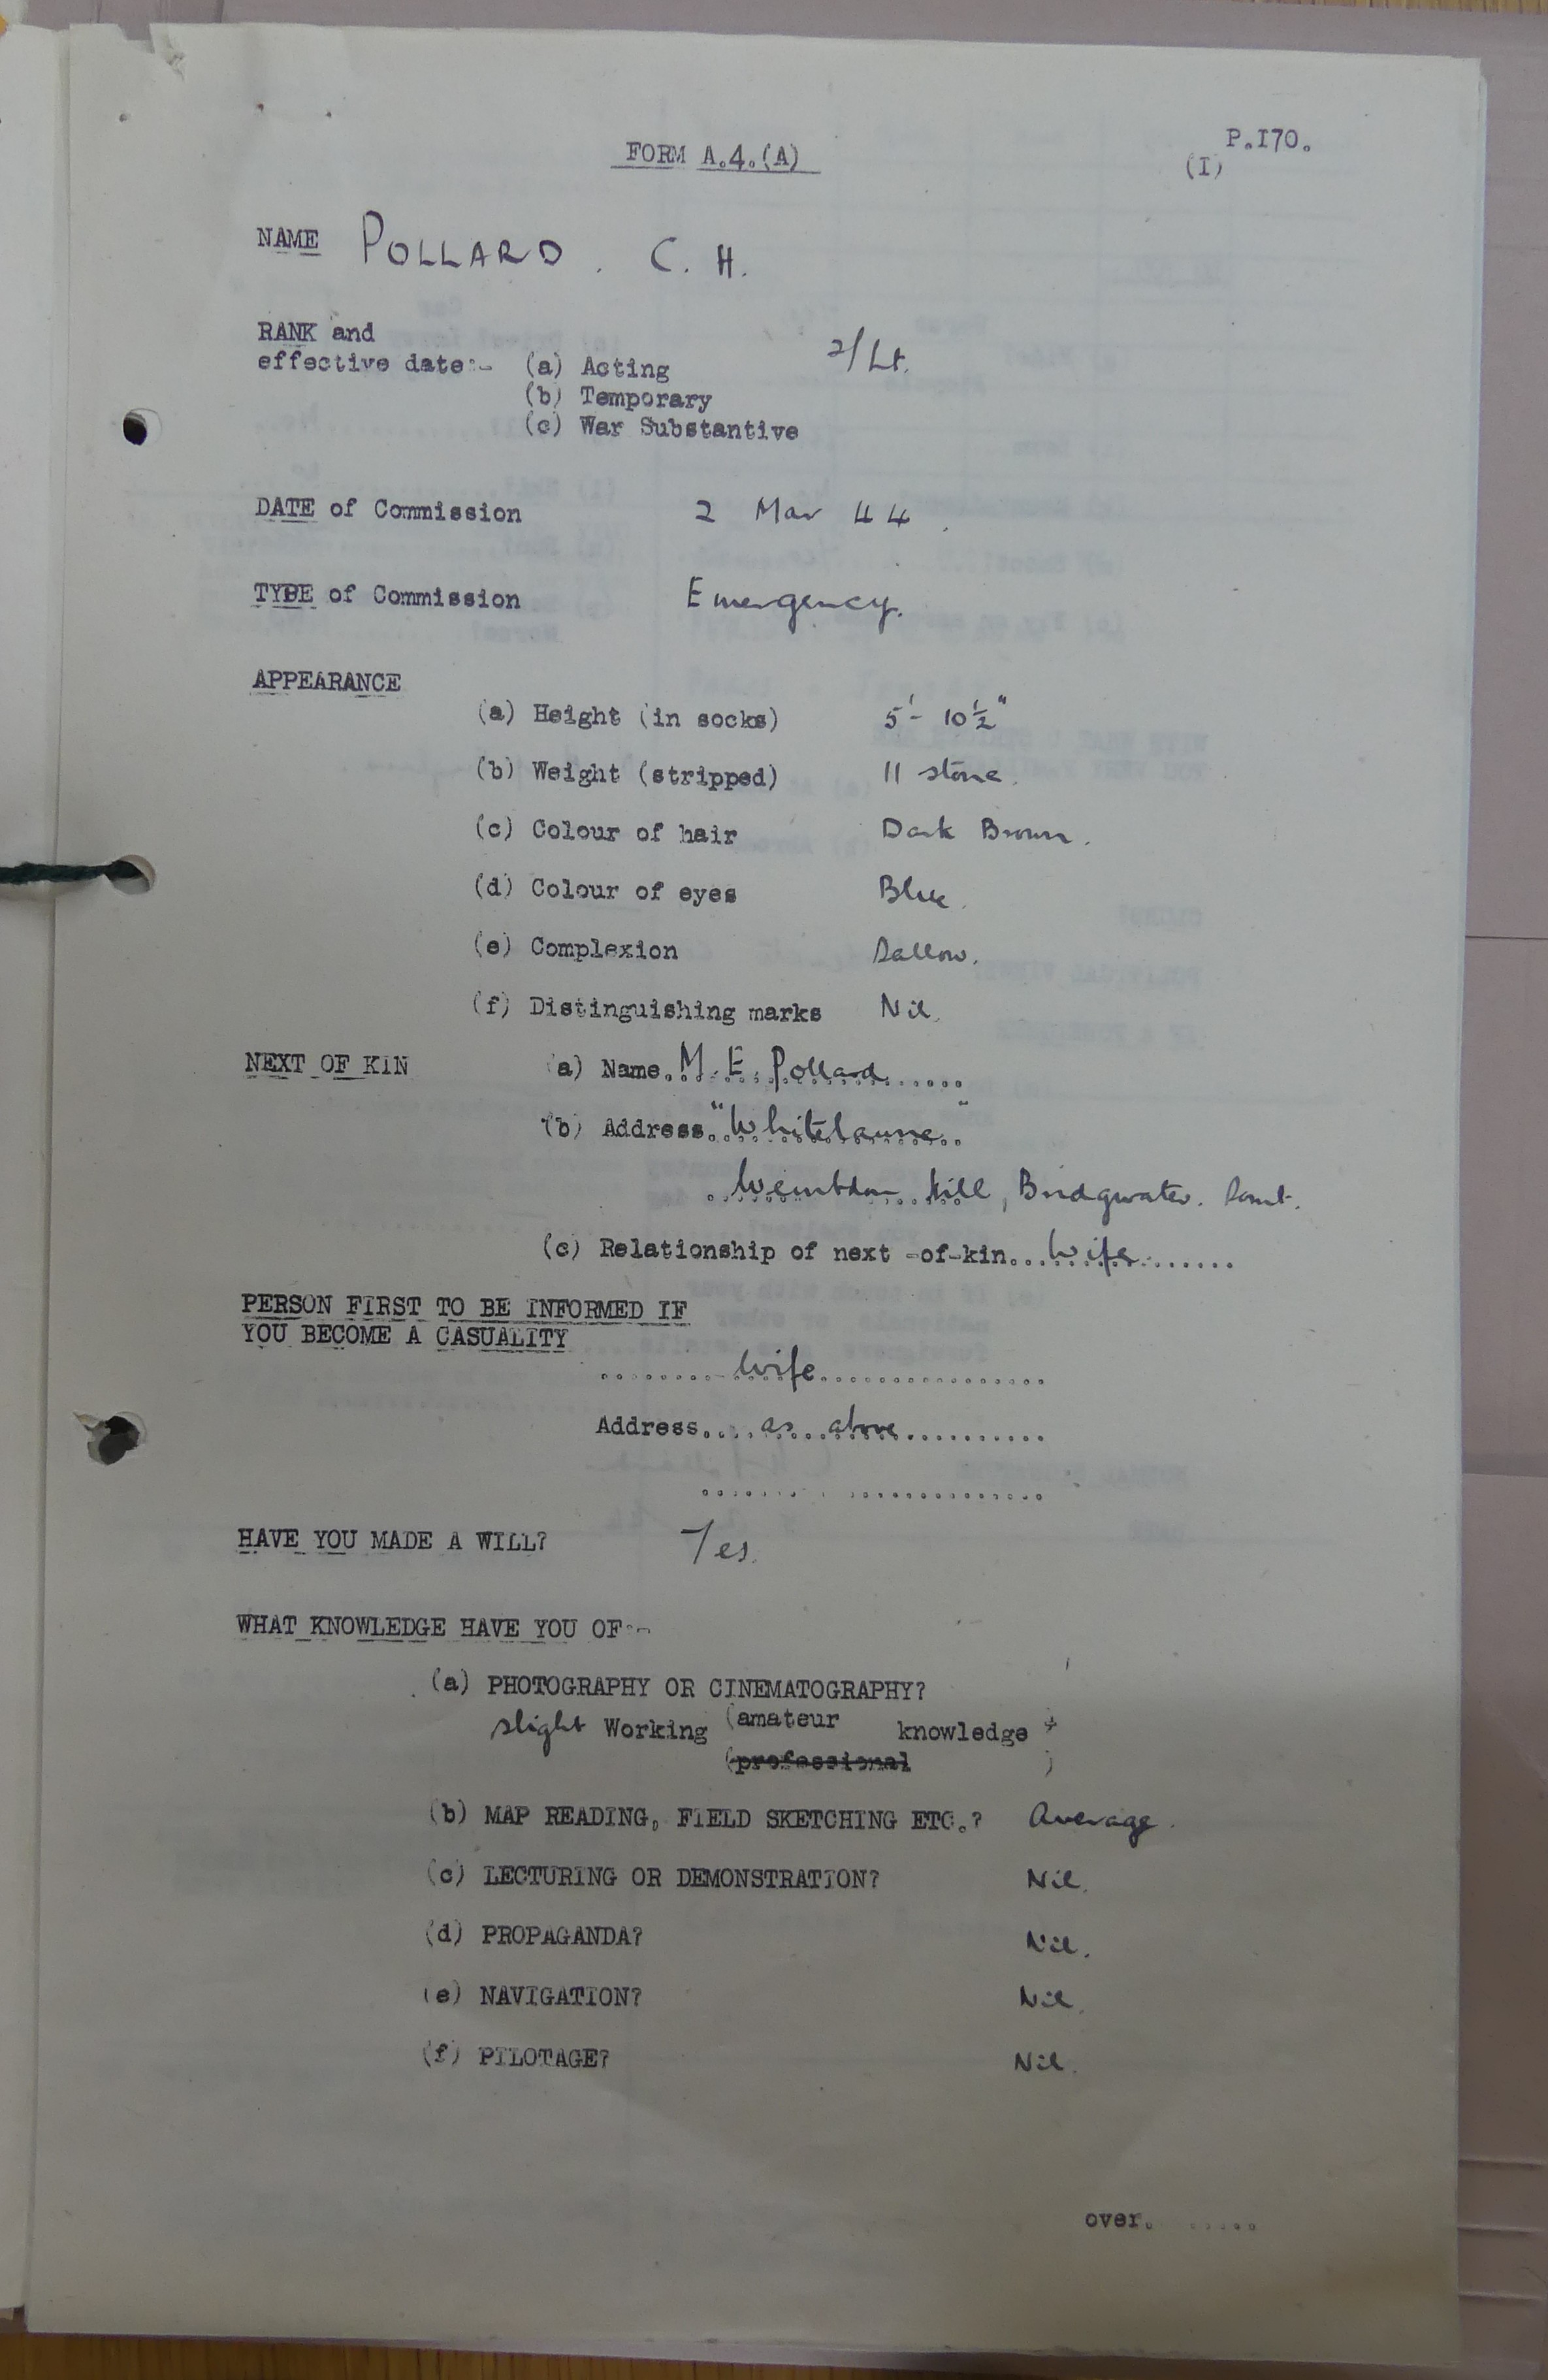 P.170.
FORM A.4.(A) (I)
NAME POLLARD. C. H.
RANK and
effective date:- (a) Acting 2/Lt.
(b) Temporary
(c) War Substantive
DATE of Commission 2 Mar 44.
TYPE of Commission Emergency.
APPEARANCE
(a) Height (in socks) 5'- 10½"
(b) Weight (stripped) 11 stone.
(c) Colour of hair Dark Brown.
(d) Colour of eyes Blue.
(e) Complexion Sallow.
(f) Distinguishing marks Nil.
NEXT OF KIN (a) Name..M. E. Pollard......
(b) Address."Whitelawne"
Wembdon Hill, Bridgwater. Somt.
(c) Relationship of next -of-kin...Wife.......
PERSON FIRST TO BE INFORMED IF
YOU BECOME A CASUALITY
.........Wife.................
Address....as above..........
HAVE YOU MADE A WILL? Yes.
WHAT KNOWLEDGE HAVE YOU OF:-
(a) PHOTOGRAPHY OR CINEMATOGRAPHY?
slight Working (amateur knowledge
(professional )
(b) MAP READING, FIELD SKETCHING ETC.? Average.
(c) LECTURING OR DEMONSTRATION? Nil.
(d) PROPAGANDA? Nil.
(e) NAVIGATION? Nil.
(f) PILOTAGE? Nil.
over.......